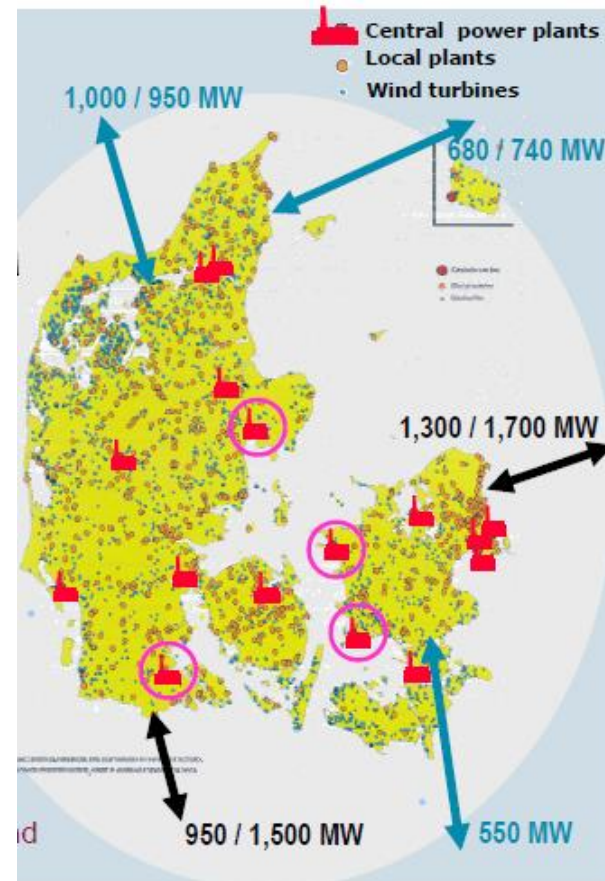 Central power plants
Local plants
Wind turbines
1,000 / 950 MW
680 / 740 MW
1,300 / 1,700 MW
950 / 1,500 MW
550 MW
nd